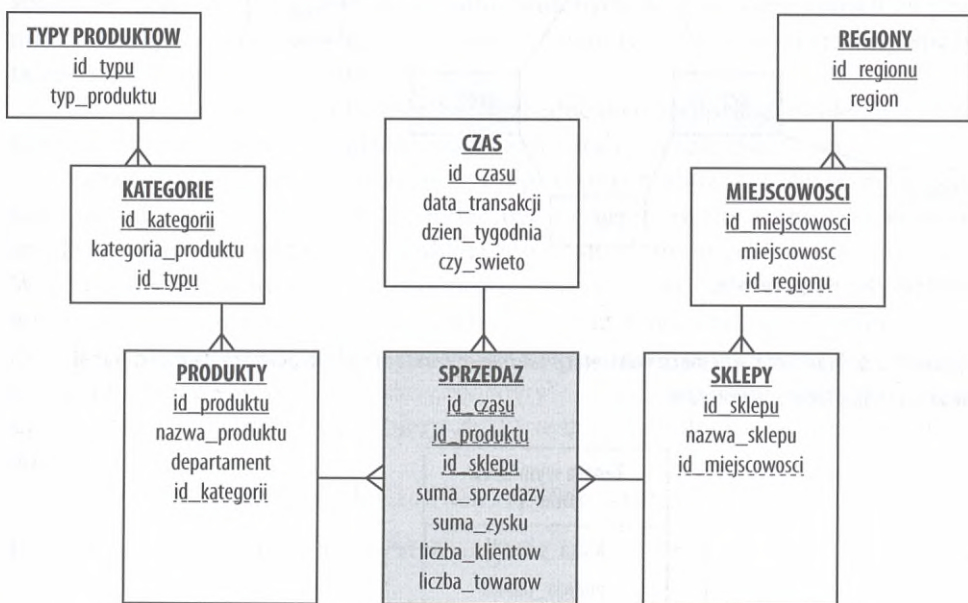 TYPY PRODUKTOW
id_typu
typ_produktu
REGIONY
id_regionu
region
CZAS
id_czasu
data_transakcji
dzien_tygodnia
czy_swieto
KATEGORIE
id_kategorii
kategoria_produktu
id_typu
MIEJSCOWOSCI
id_miejscowosci
miejscowosc
id_regionu
PRODUKTY
id_produktu
nazwa_produktu
departament
id_kategorii
SPRZEDAZ
id_czasu
id_produktu
id_sklepu
suma_sprzedazy
suma_zysku
liczba_klientow
liczba_towarow
SKLEPY
id_sklepu
nazwa_sklepu
id_miejscowosci